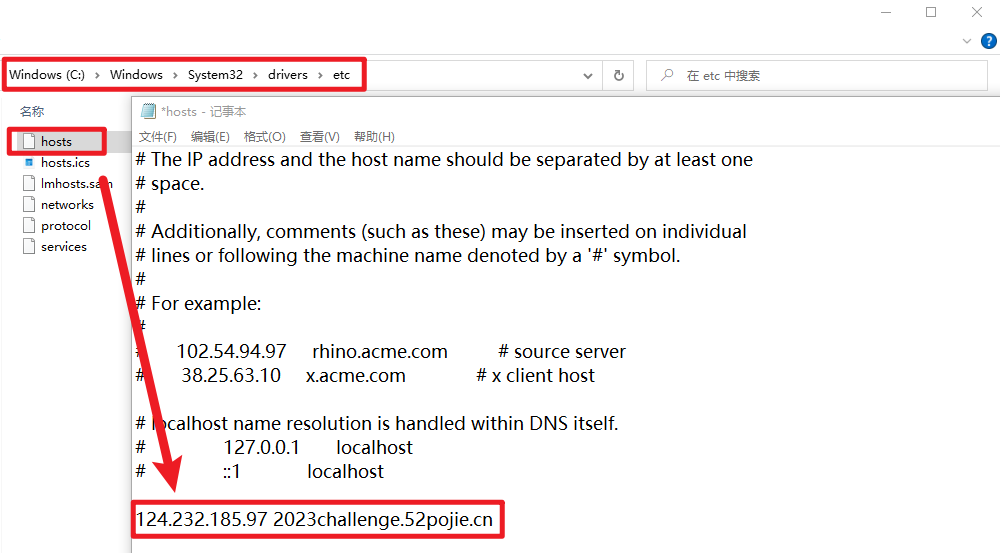 Windows (C:) > Windows > System32 > drivers > etc
在 etc 中搜索
名称
hosts
hosts.ics
lmhosts.sam
networks
protocol
services
*hosts - 记事本
文件(F) 编辑(E) 格式(O) 查看(V) 帮助(H)
# The IP address and the host name should be separated by at least one
# space.
#
# Additionally, comments (such as these) may be inserted on individual
# lines or following the machine name denoted by a '#' symbol.
#
# For example:
#
# 102.54.94.97 rhino.acme.com # source server
# 38.25.63.10 x.acme.com # x client host
# localhost name resolution is handled within DNS itself.
# 127.0.0.1 localhost
# ::1 localhost
124.232.185.97 2023challenge.52pojie.cn